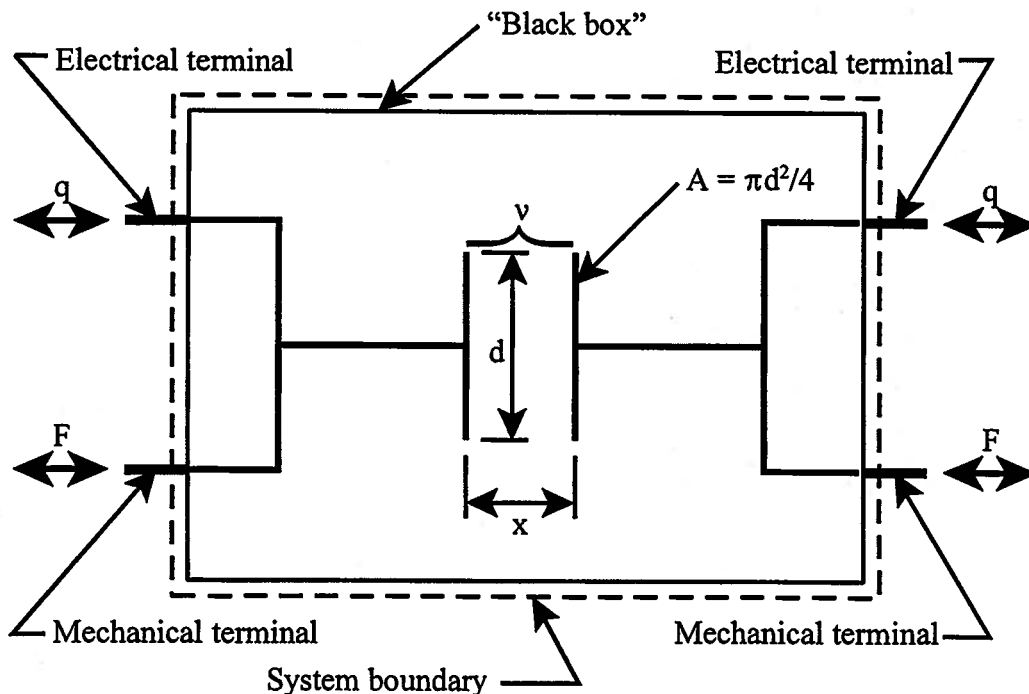 “Black box”
Electrical terminal
Electrical terminal
A = πd²/4
q
v
q
d
F
F
x
Mechanical terminal
Mechanical terminal
System boundary